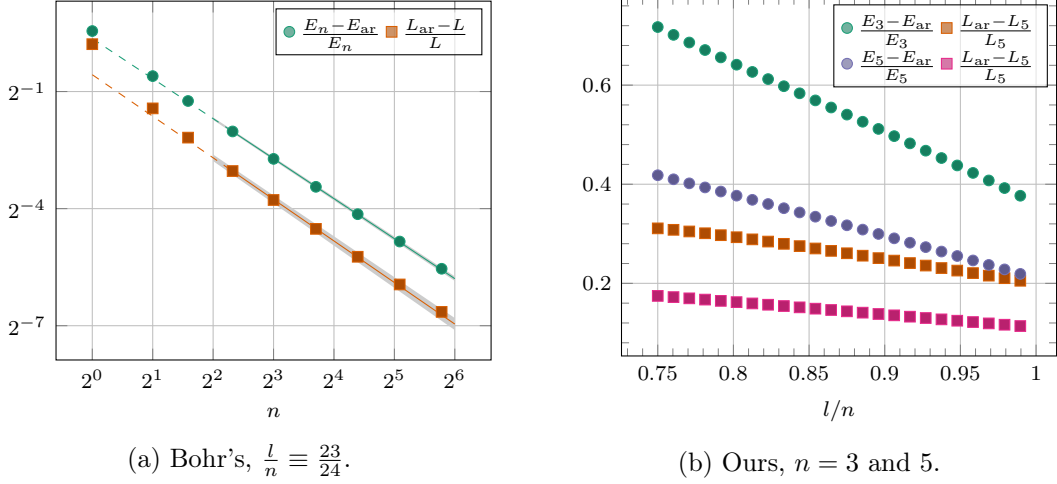 (E_n−E_ar)/E_n (L_ar−L)/L
2^−1
2^−4
2^−7
2^0 2^1 2^2 2^3 2^4 2^5 2^6
n
(a) Bohr's, l/n ≡ 23/24.
(E_3−E_ar)/E_3 (L_ar−L_5)/L_5
(E_5−E_ar)/E_5 (L_ar−L_5)/L_5
0.6
0.4
0.2
0.75 0.8 0.85 0.9 0.95 1
l/n
(b) Ours, n = 3 and 5.